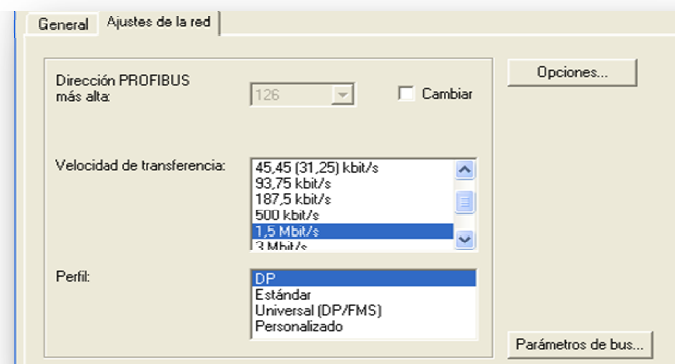 General
Ajustes de la red
Dirección PROFIBUS
más alta:
126
Cambiar
Opciones...
Velocidad de transferencia:
45,45 (31,25) kbit/s
93,75 kbit/s
187,5 kbit/s
500 kbit/s
1,5 Mbit/s
3 Mbit/s
Perfil:
DP
Estándar
Universal (DP/FMS)
Personalizado
Parámetros de bus...